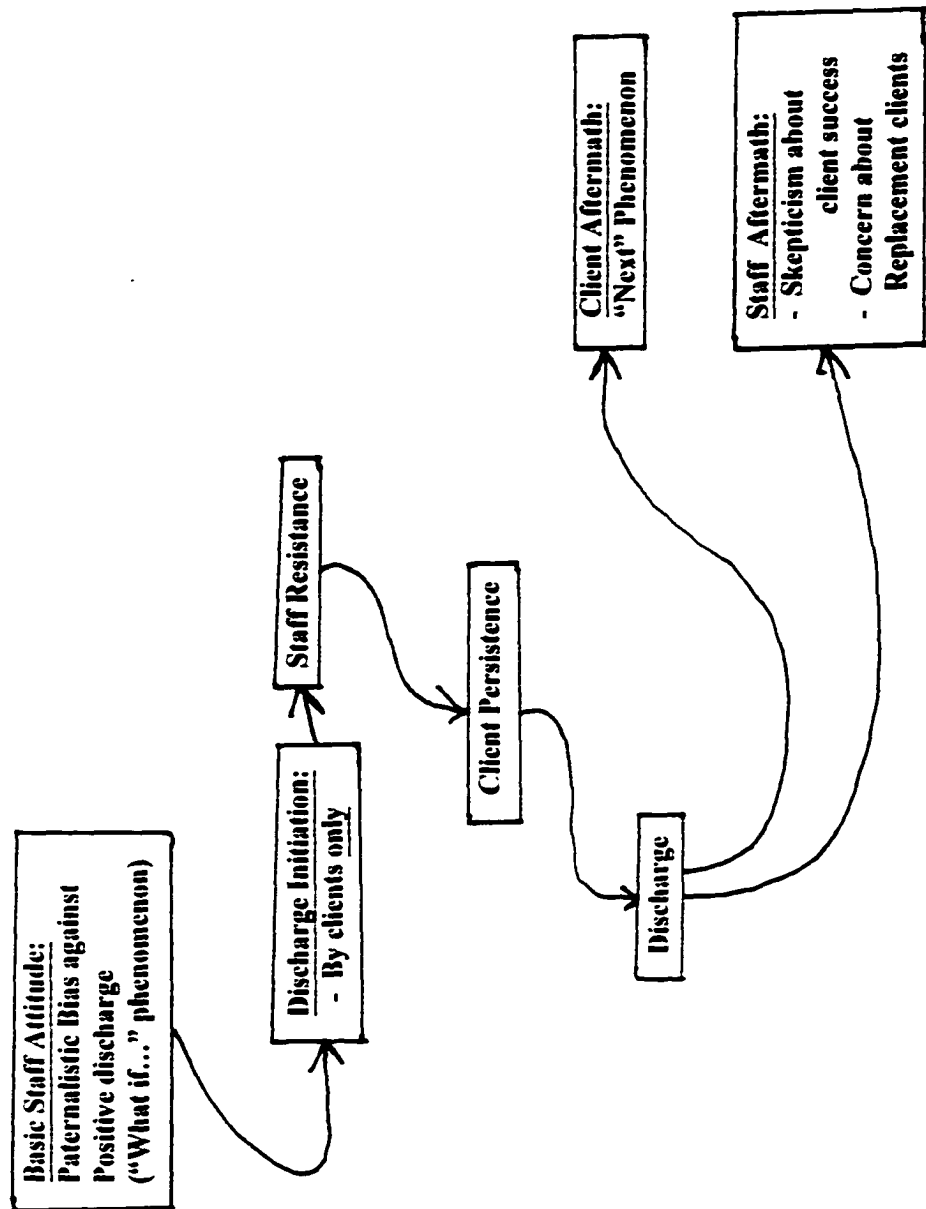 Basic Staff Attitude:
Paternalistic Bias against
Positive discharge
("What if..." phenomenon)
Discharge Initiation:
- By clients only
Staff Resistance
Client Persistence
Discharge
Client Aftermath:
"Next" Phenomenon
Staff Aftermath:
- Skepticism about
client success
- Concern about
Replacement clients